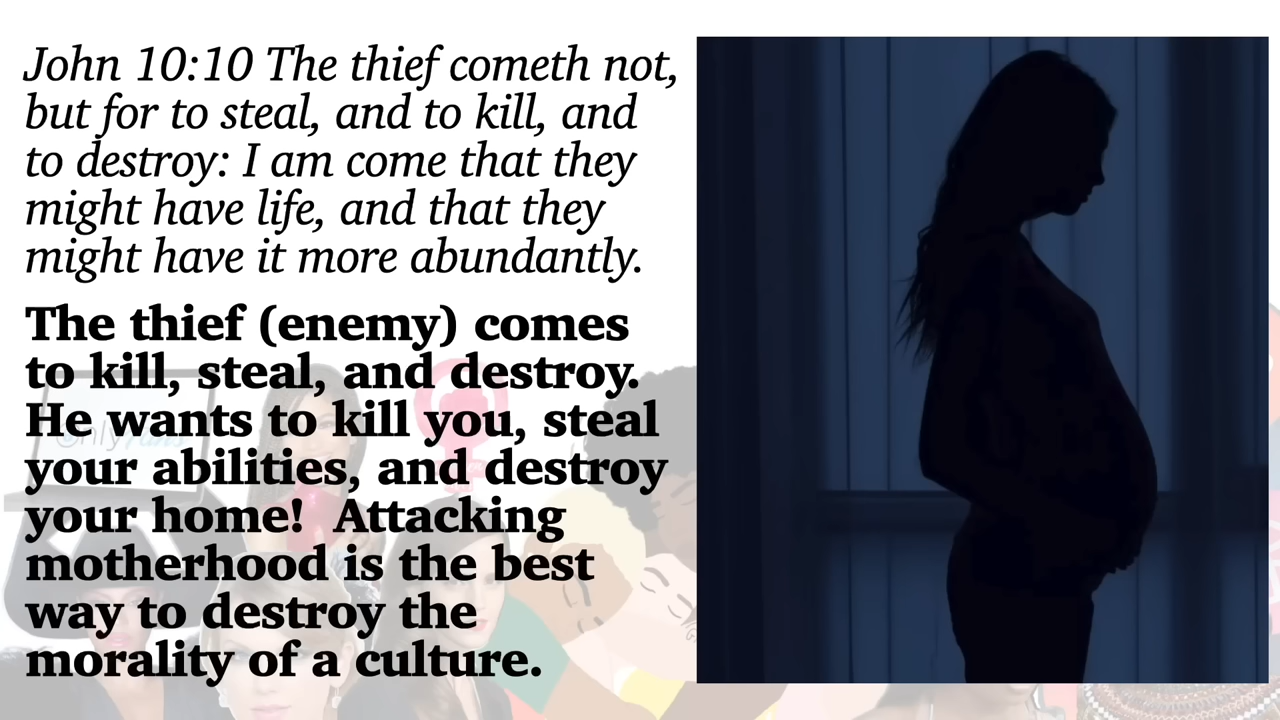 John 10:10 The thief cometh not,
but for to steal, and to kill, and
to destroy: I am come that they
might have life, and that they
might have it more abundantly.
The thief (enemy) comes
to kill, steal, and destroy.
He wants to kill you, steal
your abilities, and destroy
your home! Attacking
motherhood is the best
way to destroy the
morality of a culture.